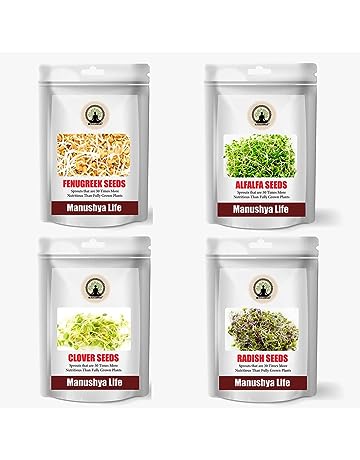 FENUGREEK SEEDS
Sprouts that are 30 Times More
Nutritious Than Fully Grown Plants
Manushya Life
ALFALFA SEEDS
Sprouts that are 30 Times More
Nutritious Than Fully Grown Plants
Manushya Life
CLOVER SEEDS
Sprouts that are 30 Times More
Nutritious Than Fully Grown Plants
Manushya Life
RADISH SEEDS
Sprouts that are 30 Times More
Nutritious Than Fully Grown Plants
Manushya Life